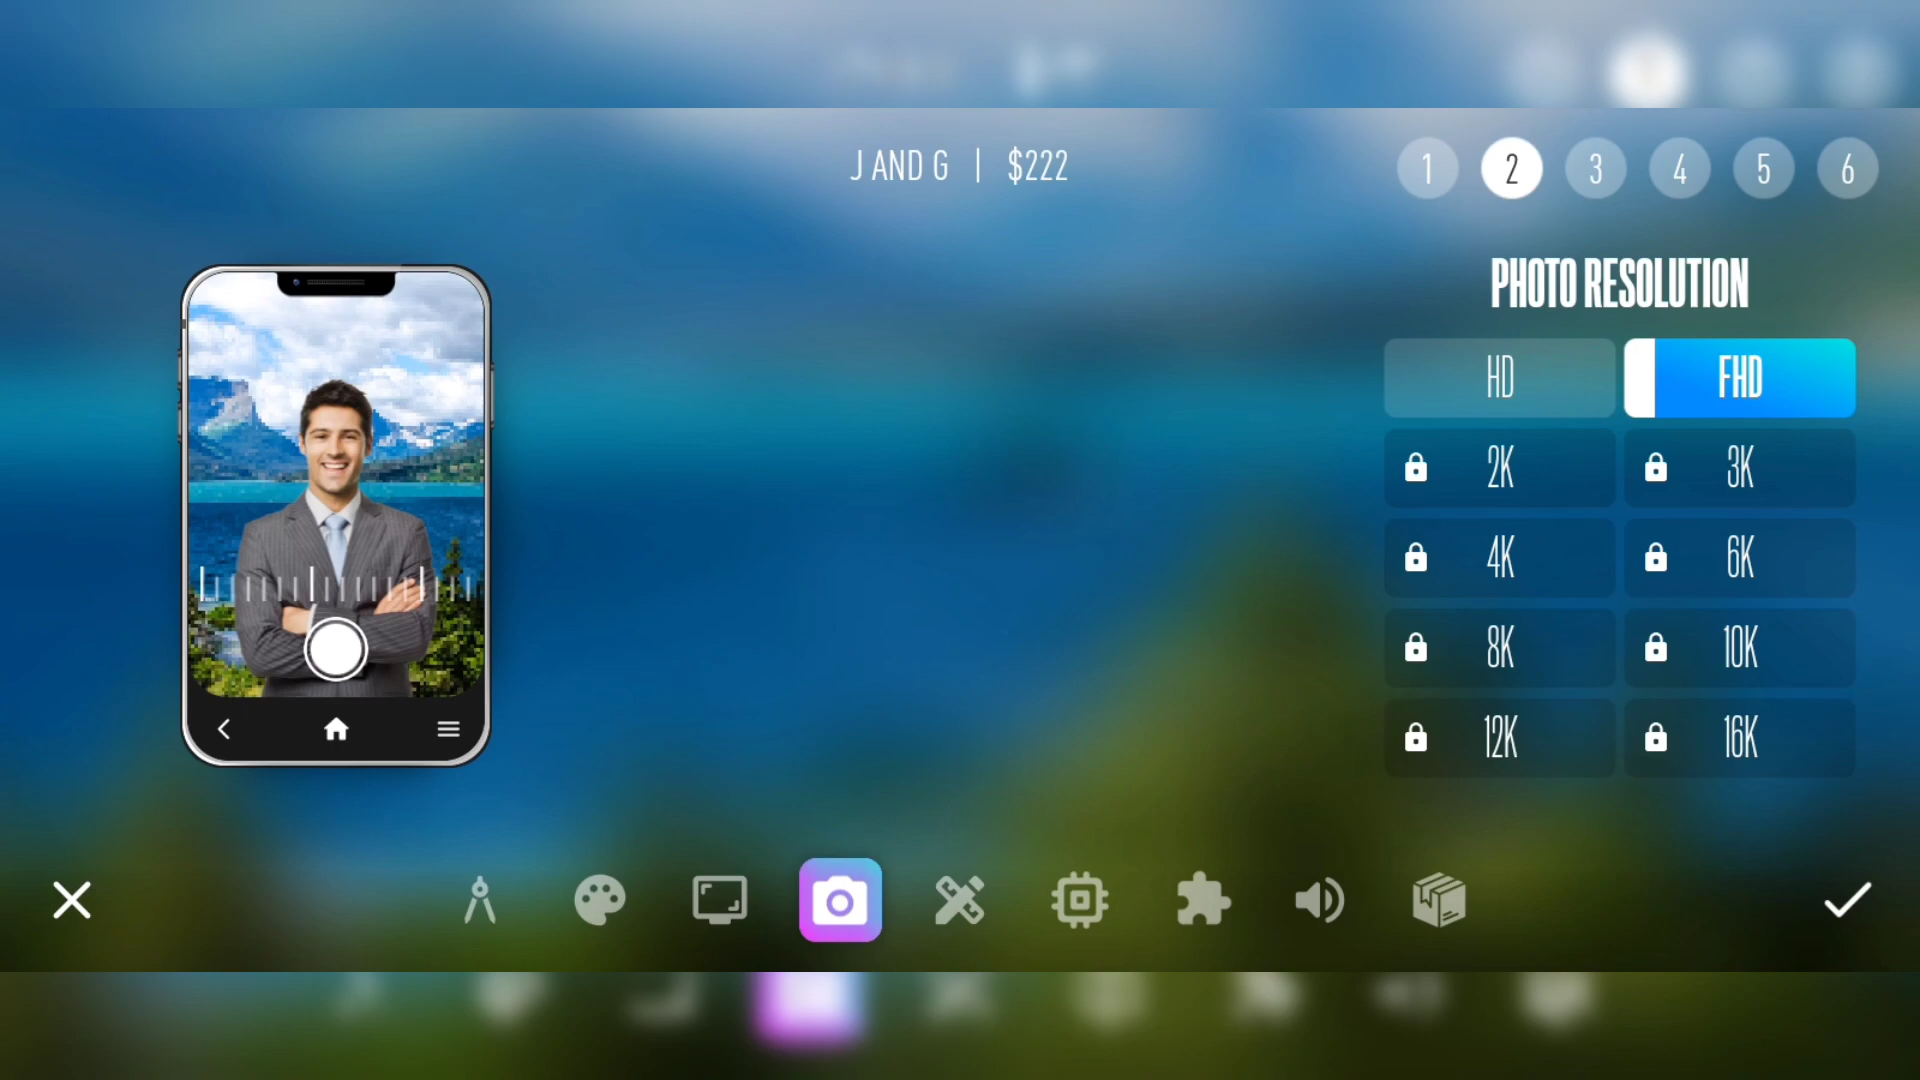 J AND G | $222
1 2 3 4 5 6
PHOTO RESOLUTION
HD FHD
2K 3K
4K 6K
8K 10K
12K 16K